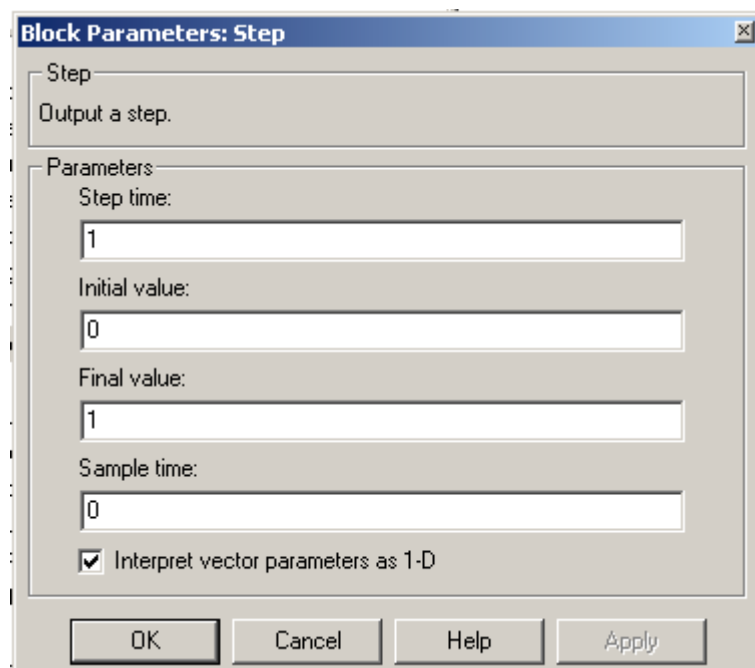 Block Parameters: Step
Step
Output a step.
Parameters
Step time:
1
Initial value:
0
Final value:
1
Sample time:
0
Interpret vector parameters as 1-D
OK Cancel Help Apply